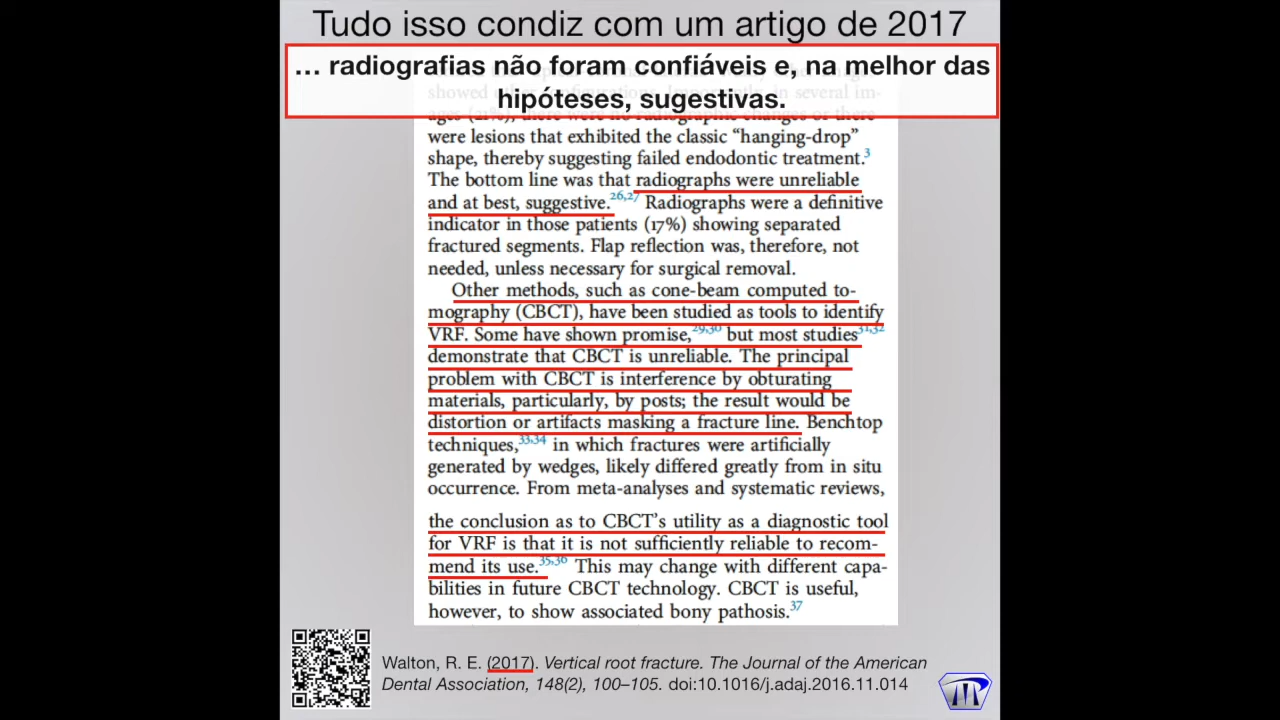 Tudo isso condiz com um artigo de 2017
... radiografias não foram confiáveis e, na melhor das
hipóteses, sugestivas.
ages (21%), there were no radiographic changes or there
were lesions that exhibited the classic “hanging-drop”
shape, thereby suggesting failed endodontic treatment.3
The bottom line was that radiographs were unreliable
and at best, suggestive.26,27 Radiographs were a definitive
indicator in those patients (17%) showing separated
fractured segments. Flap reflection was, therefore, not
needed, unless necessary for surgical removal.
Other methods, such as cone-beam computed to-
mography (CBCT), have been studied as tools to identify
VRF. Some have shown promise,29,30 but most studies31,32
demonstrate that CBCT is unreliable. The principal
problem with CBCT is interference by obturating
materials, particularly, by posts; the result would be
distortion or artifacts masking a fracture line. Benchtop
techniques,33,34 in which fractures were artificially
generated by wedges, likely differed greatly from in situ
occurrence. From meta-analyses and systematic reviews,
the conclusion as to CBCT’s utility as a diagnostic tool
for VRF is that it is not sufficiently reliable to recom-
mend its use.35,36 This may change with different capa-
bilities in future CBCT technology. CBCT is useful,
however, to show associated bony pathosis.37
Walton, R. E. (2017). Vertical root fracture. The Journal of the American
Dental Association, 148(2), 100–105. doi:10.1016/j.adaj.2016.11.014